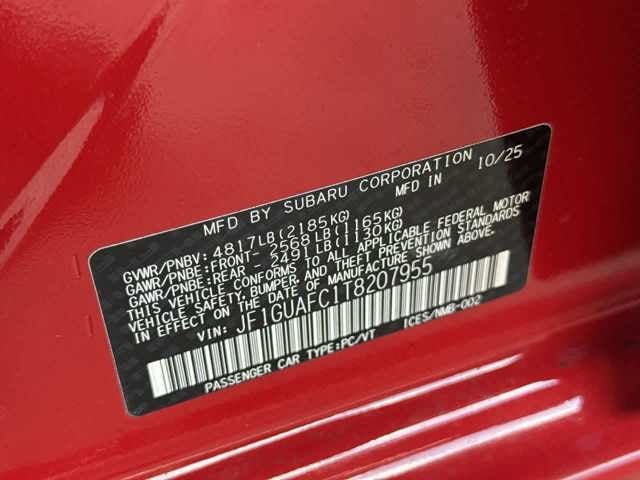 MFD BY SUBARU CORPORATION
MFD IN 10/25
GVWR/PNBV: 4817LB(2185KG)
GAWR/PNBE: FRONT- 2568LB(1165KG)
GAWR/PNBE: REAR - 2491LB(1130KG)
THIS VEHICLE CONFORMS TO ALL APPLICABLE FEDERAL MOTOR
VEHICLE SAFETY, BUMPER, AND THEFT PREVENTION STANDARDS
IN EFFECT ON THE DATE OF MANUFACTURE SHOWN ABOVE.
VIN: JF1GUAFC1T8207955
PASSENGER CAR TYPE:PC/VT ICES/NMB-002